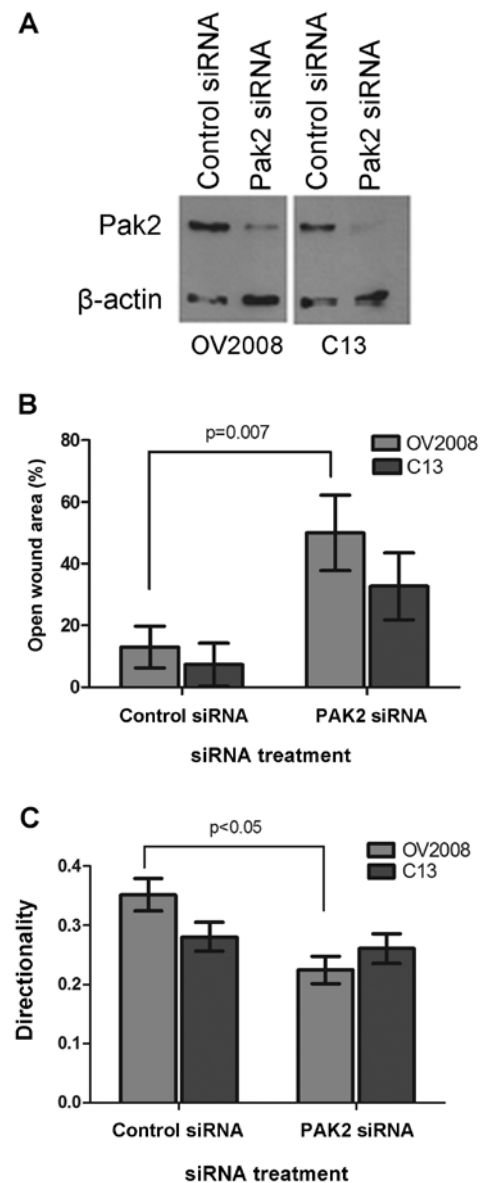 A
Control siRNA
Pak2 siRNA
Control siRNA
Pak2 siRNA
Pak2
β-actin
OV2008
C13
B
p=0.007
OV2008
C13
Open wound area (%)
80
60
40
20
0
Control siRNA
PAK2 siRNA
siRNA treatment
C
p<0.05
OV2008
C13
Directionality
0.4
0.3
0.2
0.1
0.0
Control siRNA
PAK2 siRNA
siRNA treatment